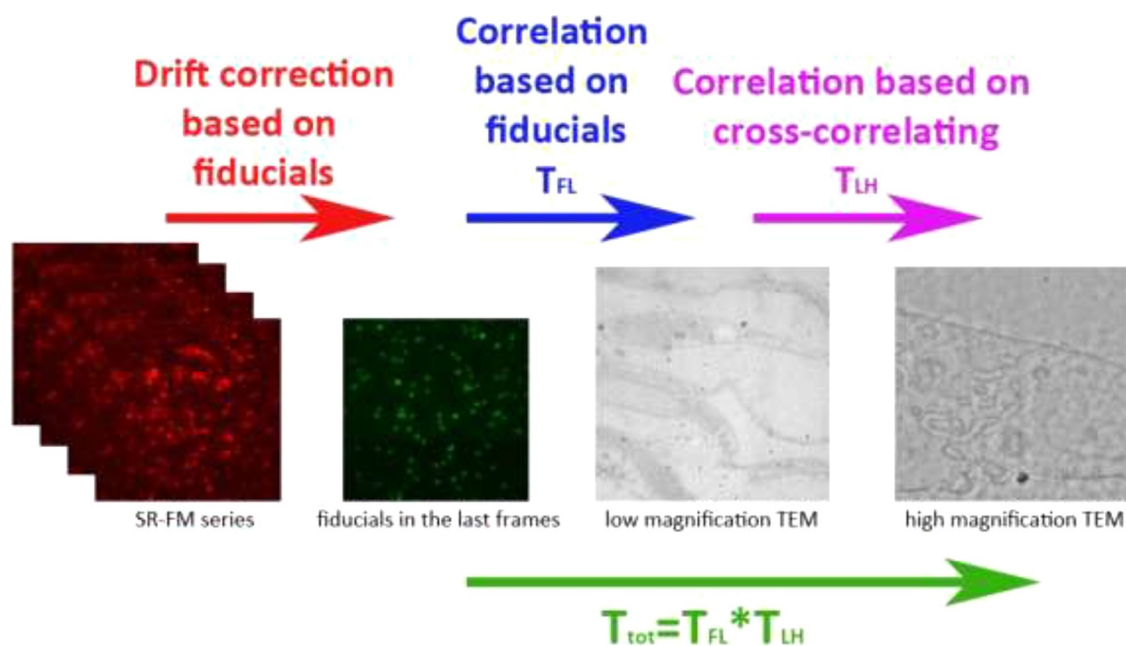 Drift correction
based on
fiducials
Correlation
based on
fiducials
TFL
Correlation based on
cross-correlating
TLH
SR-FM series
fiducials in the last frames
low magnification TEM
high magnification TEM
Ttot=TFL*TLH